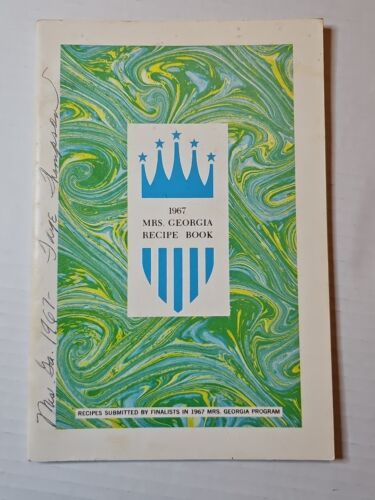 1967
MRS. GEORGIA
RECIPE BOOK
RECIPES SUBMITTED BY FINALISTS IN 1967 MRS. GEORGIA PROGRAM
Mrs. Ga. 1967-